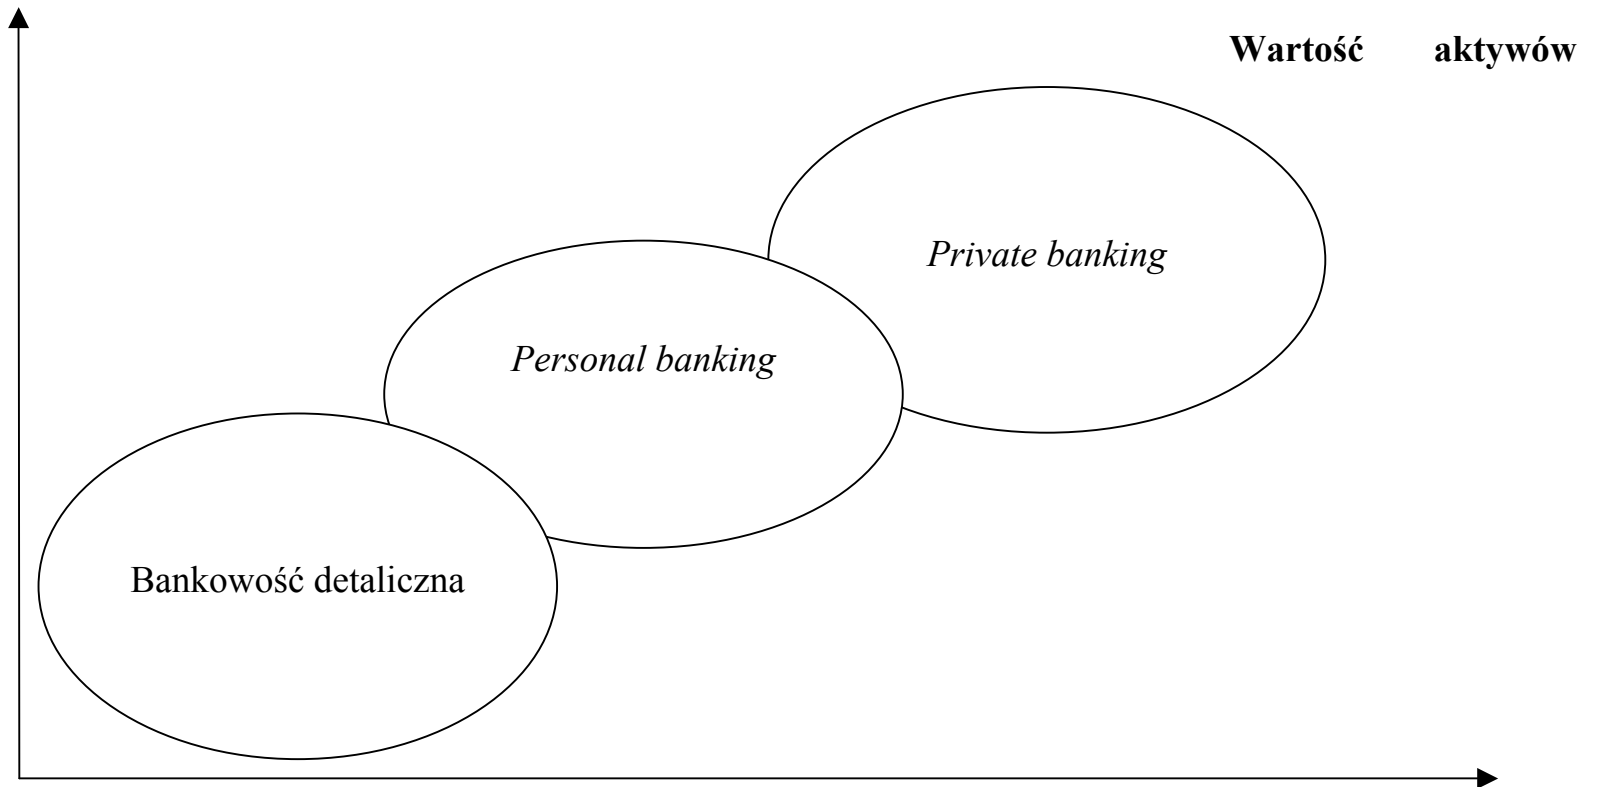 Wartość aktywów
Private banking
Personal banking
Bankowość detaliczna